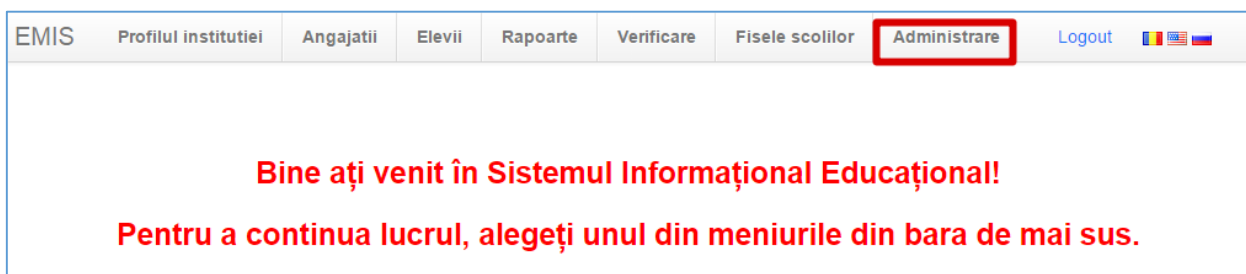 EMIS Profilul institutiei Angajatii Elevii Rapoarte Verificare Fisele scolilor Administrare Logout
Bine ați venit în Sistemul Informațional Educațional!
Pentru a continua lucrul, alegeți unul din meniurile din bara de mai sus.